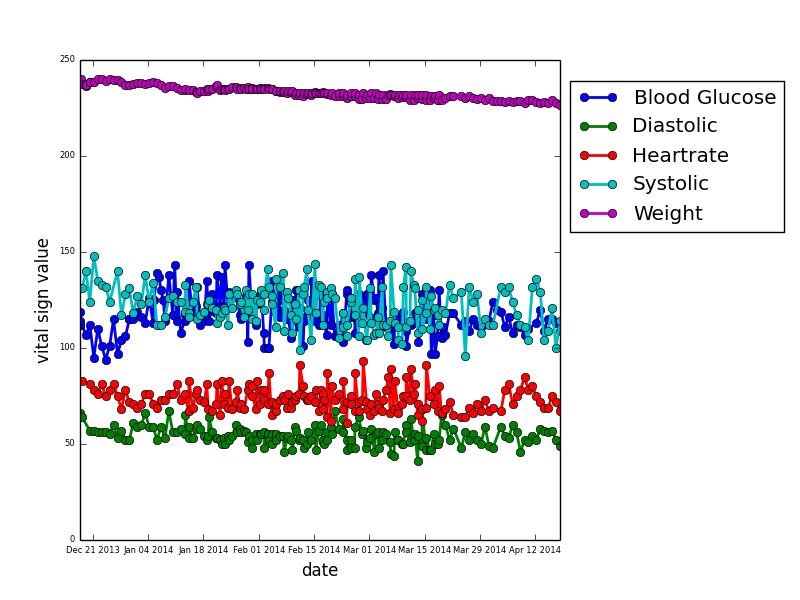 250
200
150
100
50
0
vital sign value
Dec 21 2013 Jan 04 2014 Jan 18 2014 Feb 01 2014 Feb 15 2014 Mar 01 2014 Mar 15 2014 Mar 29 2014 Apr 12 2014
date
Blood Glucose
Diastolic
Heartrate
Systolic
Weight